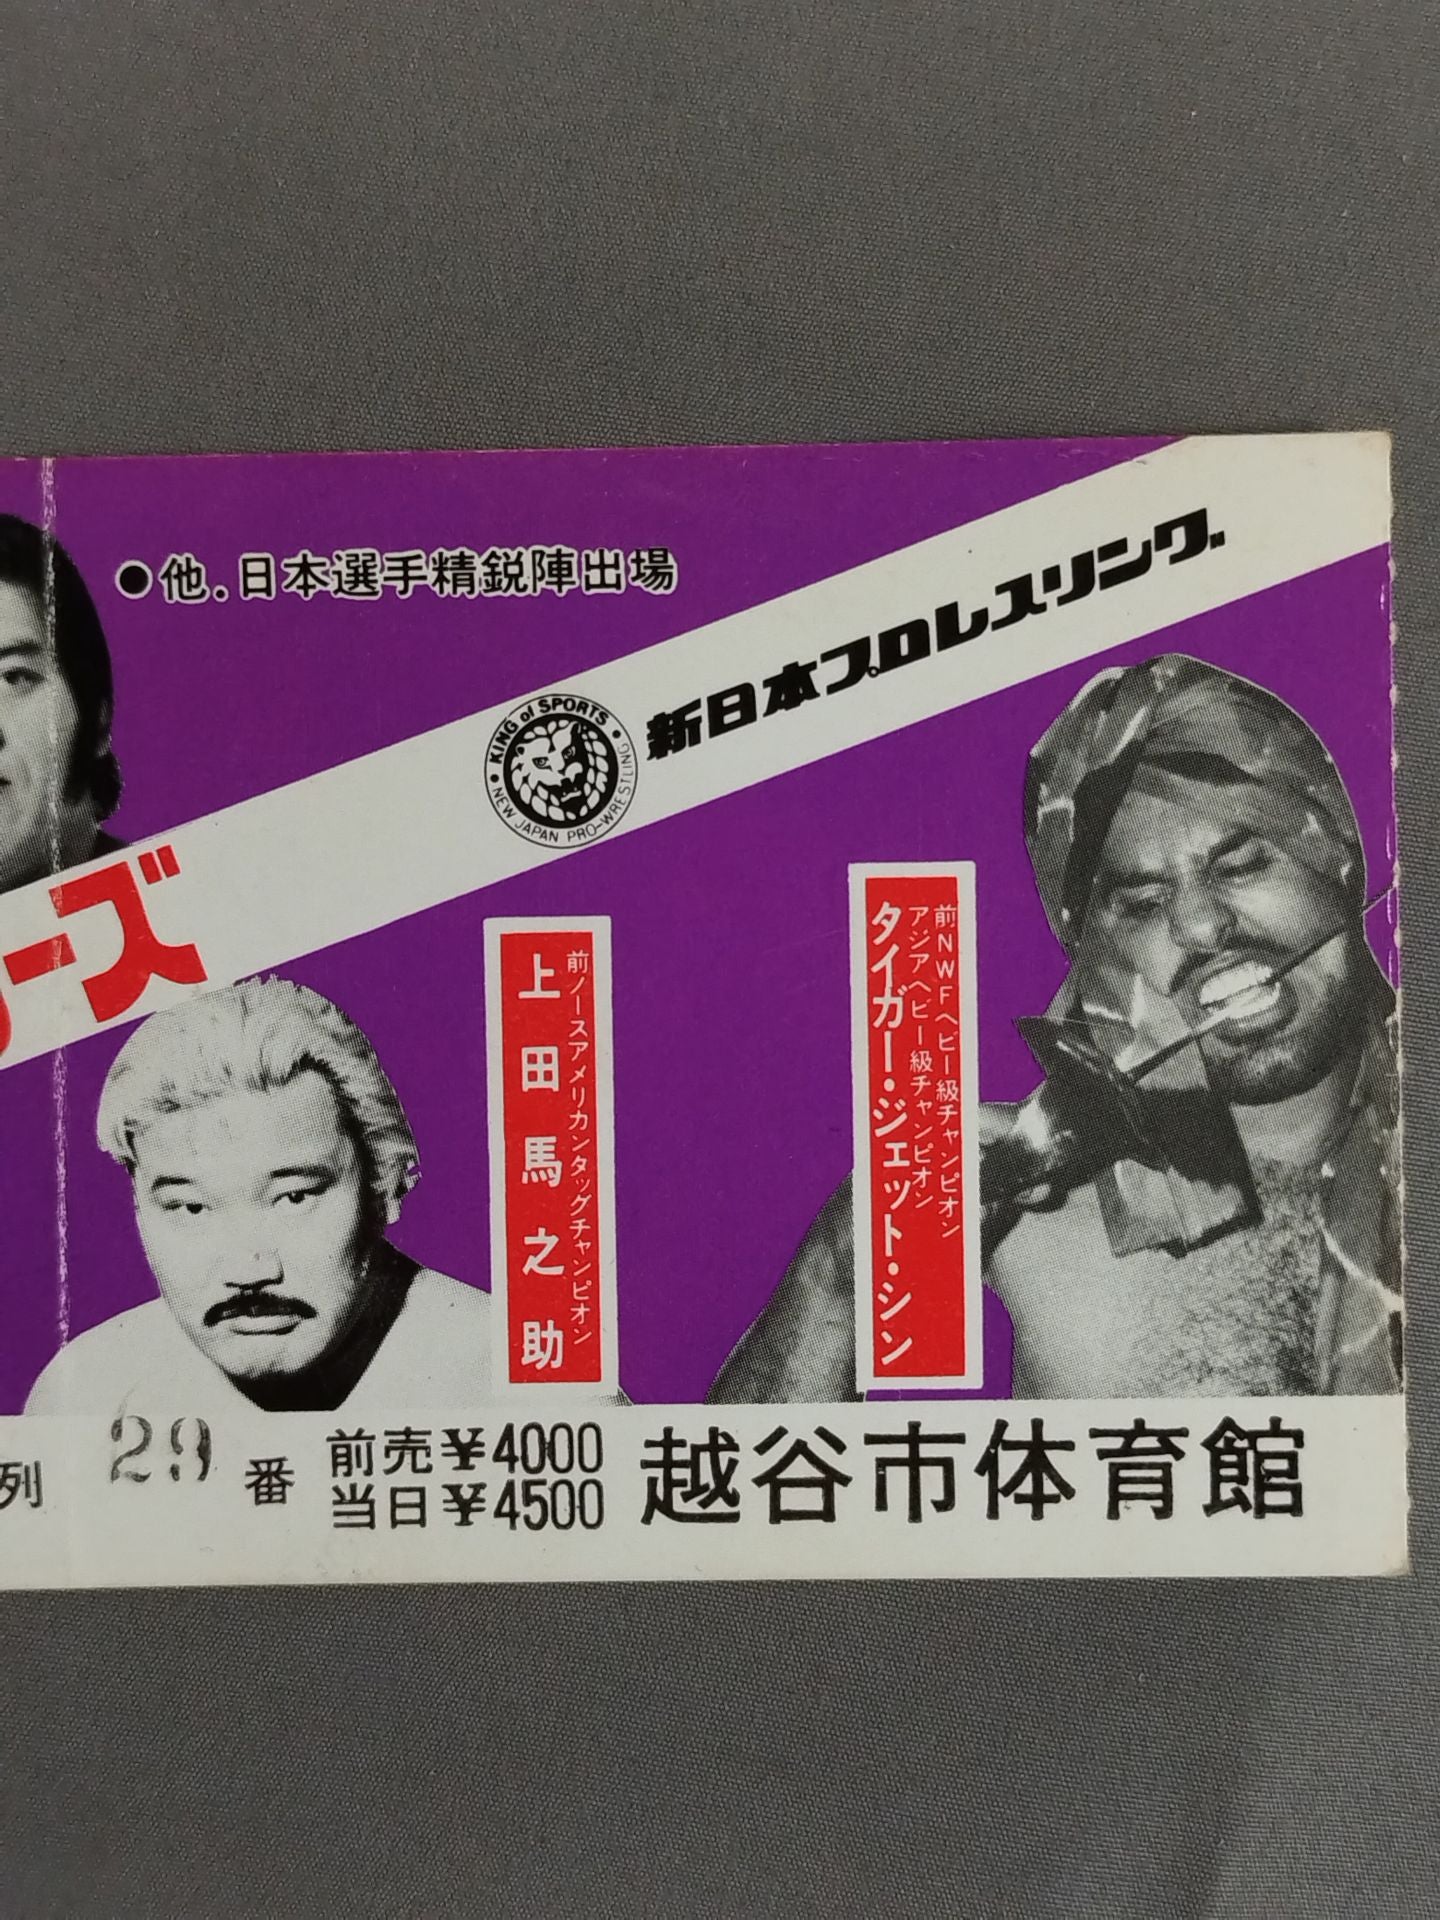 ●他.日本選手精鋭陣出場
新日本プロレスリング
KING of SPORTS
NEW JAPAN PRO-WRESTLING
ーズ
前ノースアメリカンタッグチャンピオン
上田馬之助
前NWFヘビー級チャンピオン
アジアヘビー級チャンピオン
タイガー・ジェット・シン
列 29 番
前売¥4000
当日¥4500
越谷市体育館